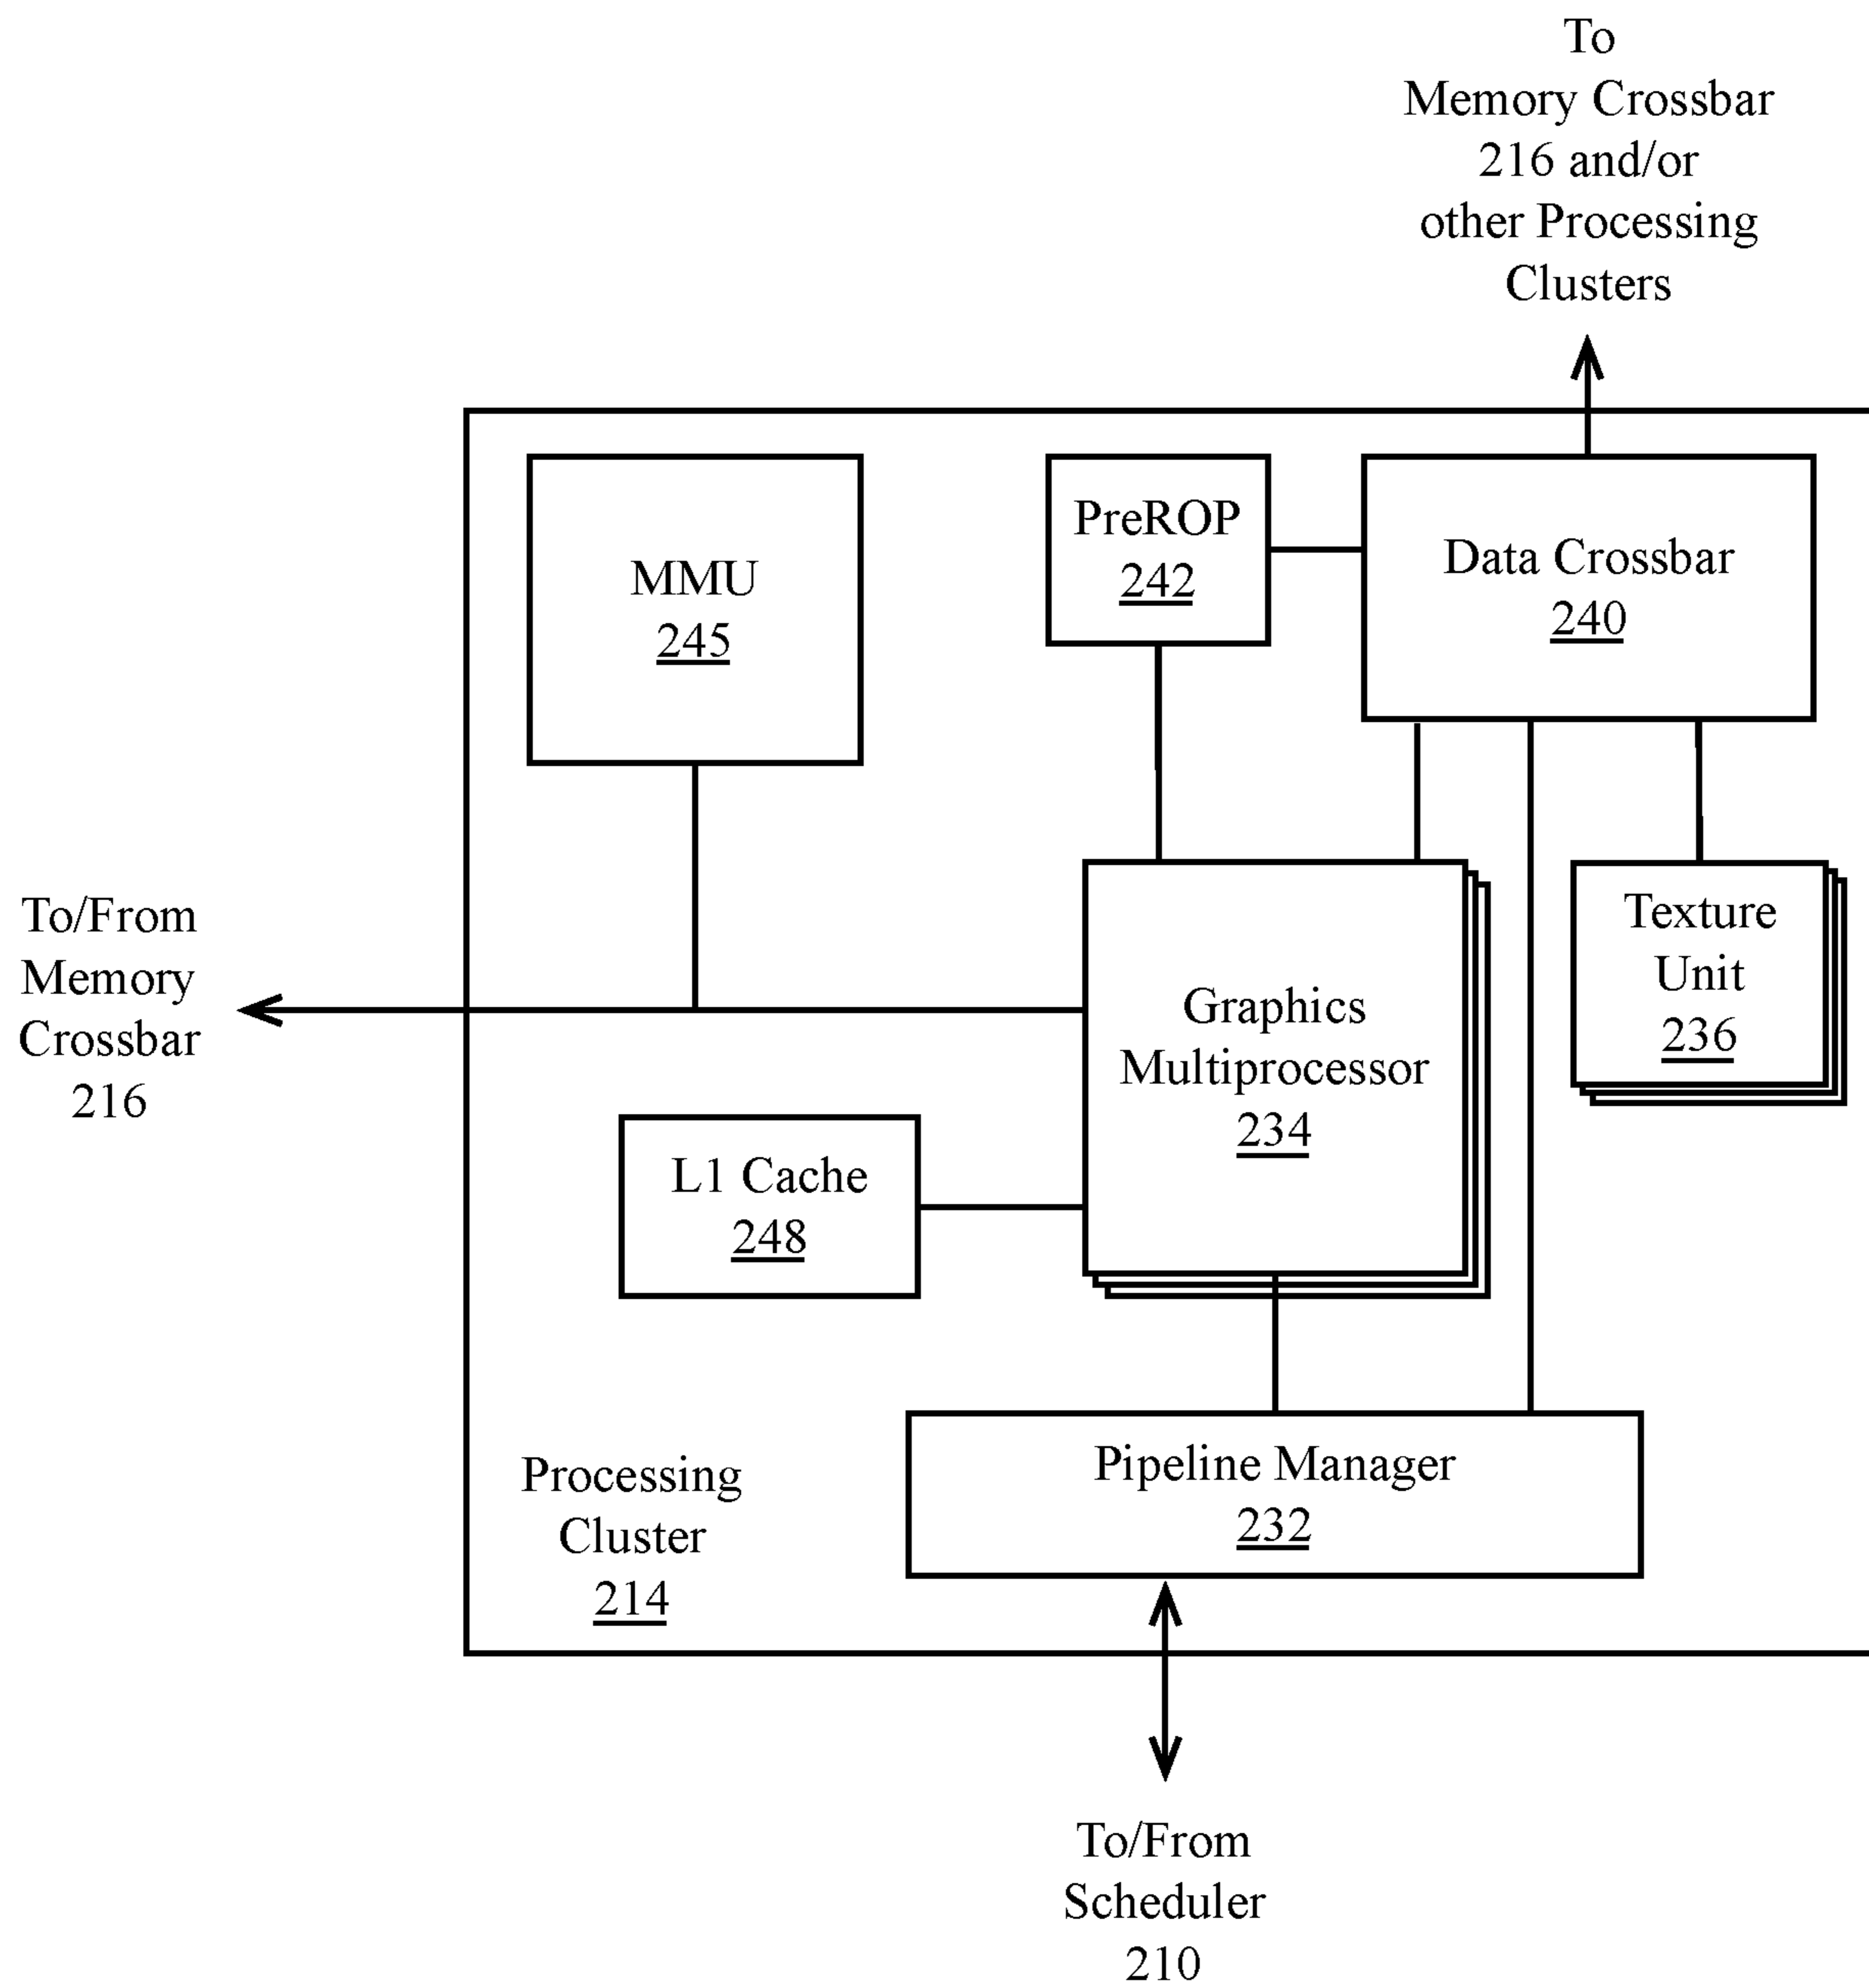 To
Memory Crossbar
216 and/or
other Processing
Clusters
MMU
245
PreROP
242
Data Crossbar
240
To/From
Memory
Crossbar
216
Graphics
Multiprocessor
234
Texture
Unit
236
L1 Cache
248
Processing
Cluster
214
Pipeline Manager
232
To/From
Scheduler
210